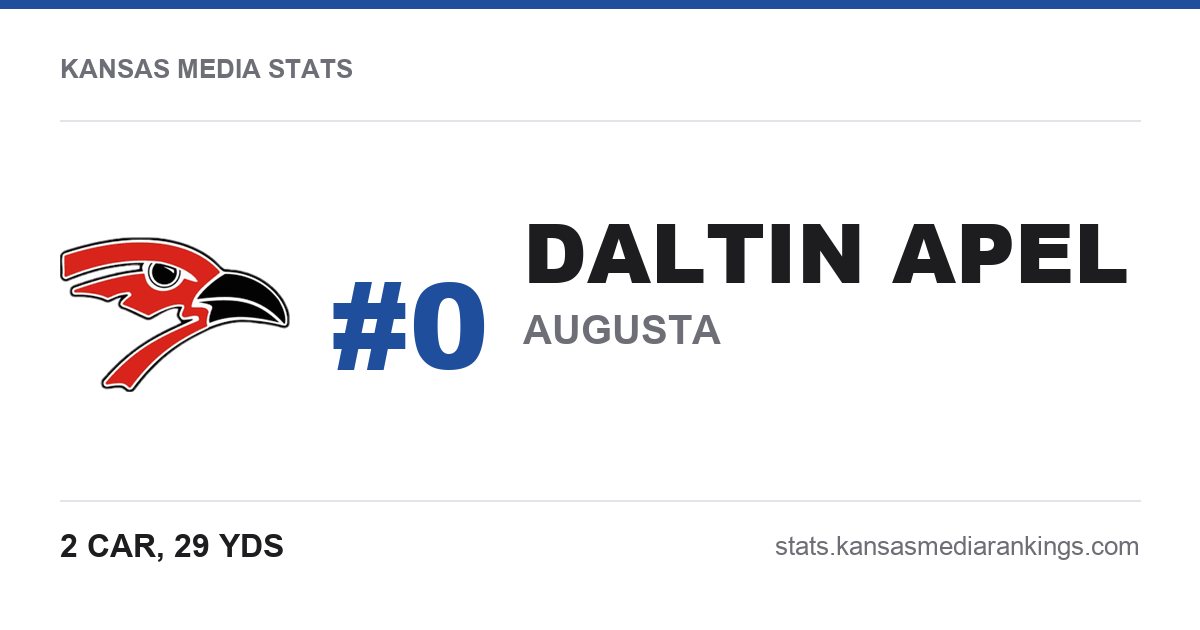 KANSAS MEDIA STATS
#0
DALTIN APEL
AUGUSTA
2 CAR, 29 YDS
stats.kansasmediarankings.com